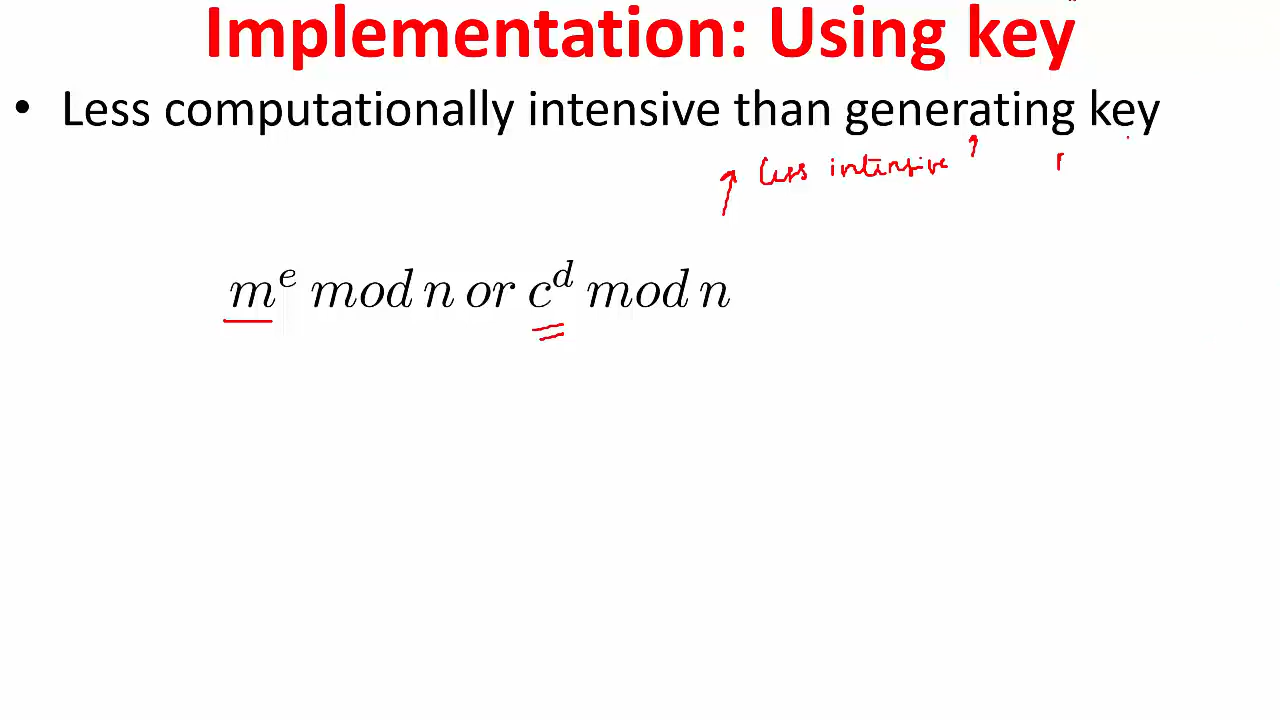 Implementation: Using key
• Less computationally intensive than generating key
less intensive
m^e mod n or c^d mod n